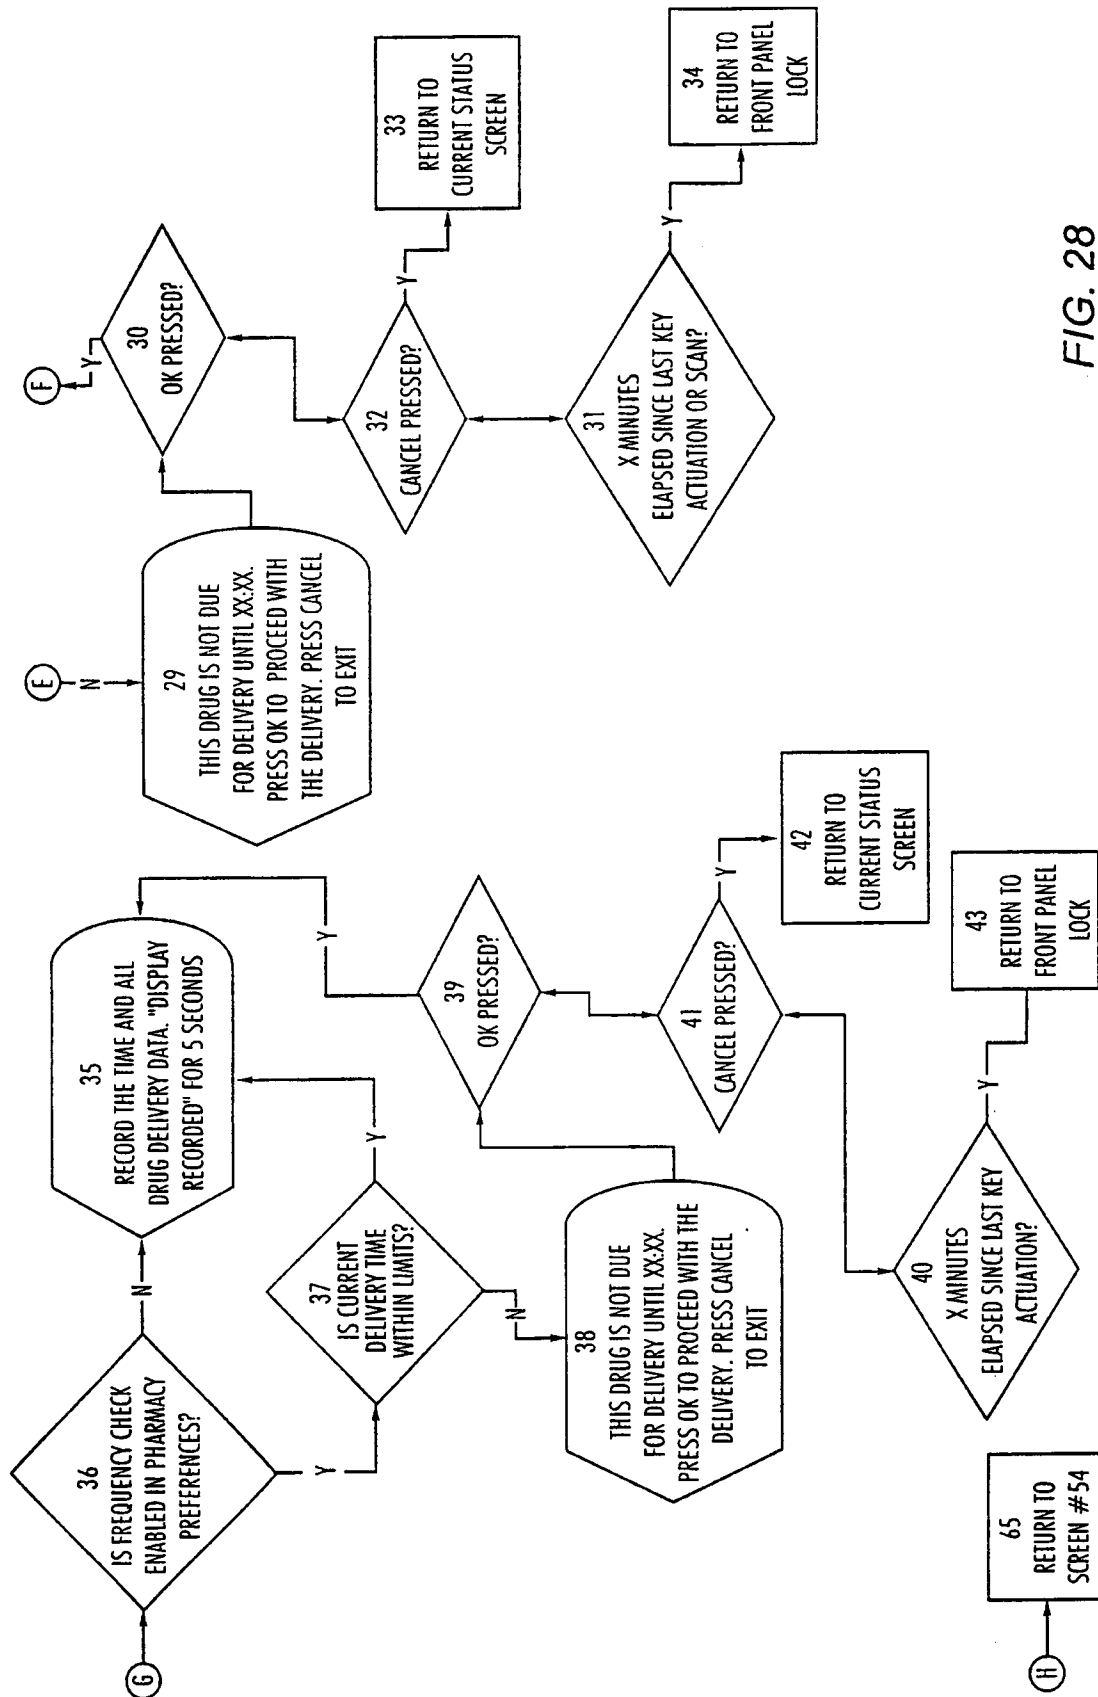 G
36
IS FREQUENCY CHECK
ENABLED IN PHARMACY
PREFERENCES?
N
Y
35
RECORD THE TIME AND ALL
DRUG DELIVERY DATA. "DISPLAY
RECORDED" FOR 5 SECONDS
37
IS CURRENT
DELIVERY TIME
WITHIN LIMITS?
Y
N
38
THIS DRUG IS NOT DUE
FOR DELIVERY UNTIL XX:XX.
PRESS OK TO PROCEED WITH THE
DELIVERY. PRESS CANCEL
TO EXIT
39
OK PRESSED?
Y
41
CANCEL PRESSED?
Y
42
RETURN TO
CURRENT STATUS
SCREEN
40
X MINUTES
ELAPSED SINCE LAST KEY
ACTUATION?
Y
43
RETURN TO
FRONT PANEL
LOCK
H
65
RETURN TO
SCREEN #54
E
N
29
THIS DRUG IS NOT DUE
FOR DELIVERY UNTIL XX:XX.
PRESS OK TO PROCEED WITH
THE DELIVERY. PRESS CANCEL
TO EXIT
F
Y
30
OK PRESSED?
32
CANCEL PRESSED?
Y
33
RETURN TO
CURRENT STATUS
SCREEN
31
X MINUTES
ELAPSED SINCE LAST KEY
ACTUATION OR SCAN?
Y
34
RETURN TO
FRONT PANEL
LOCK
FIG. 28